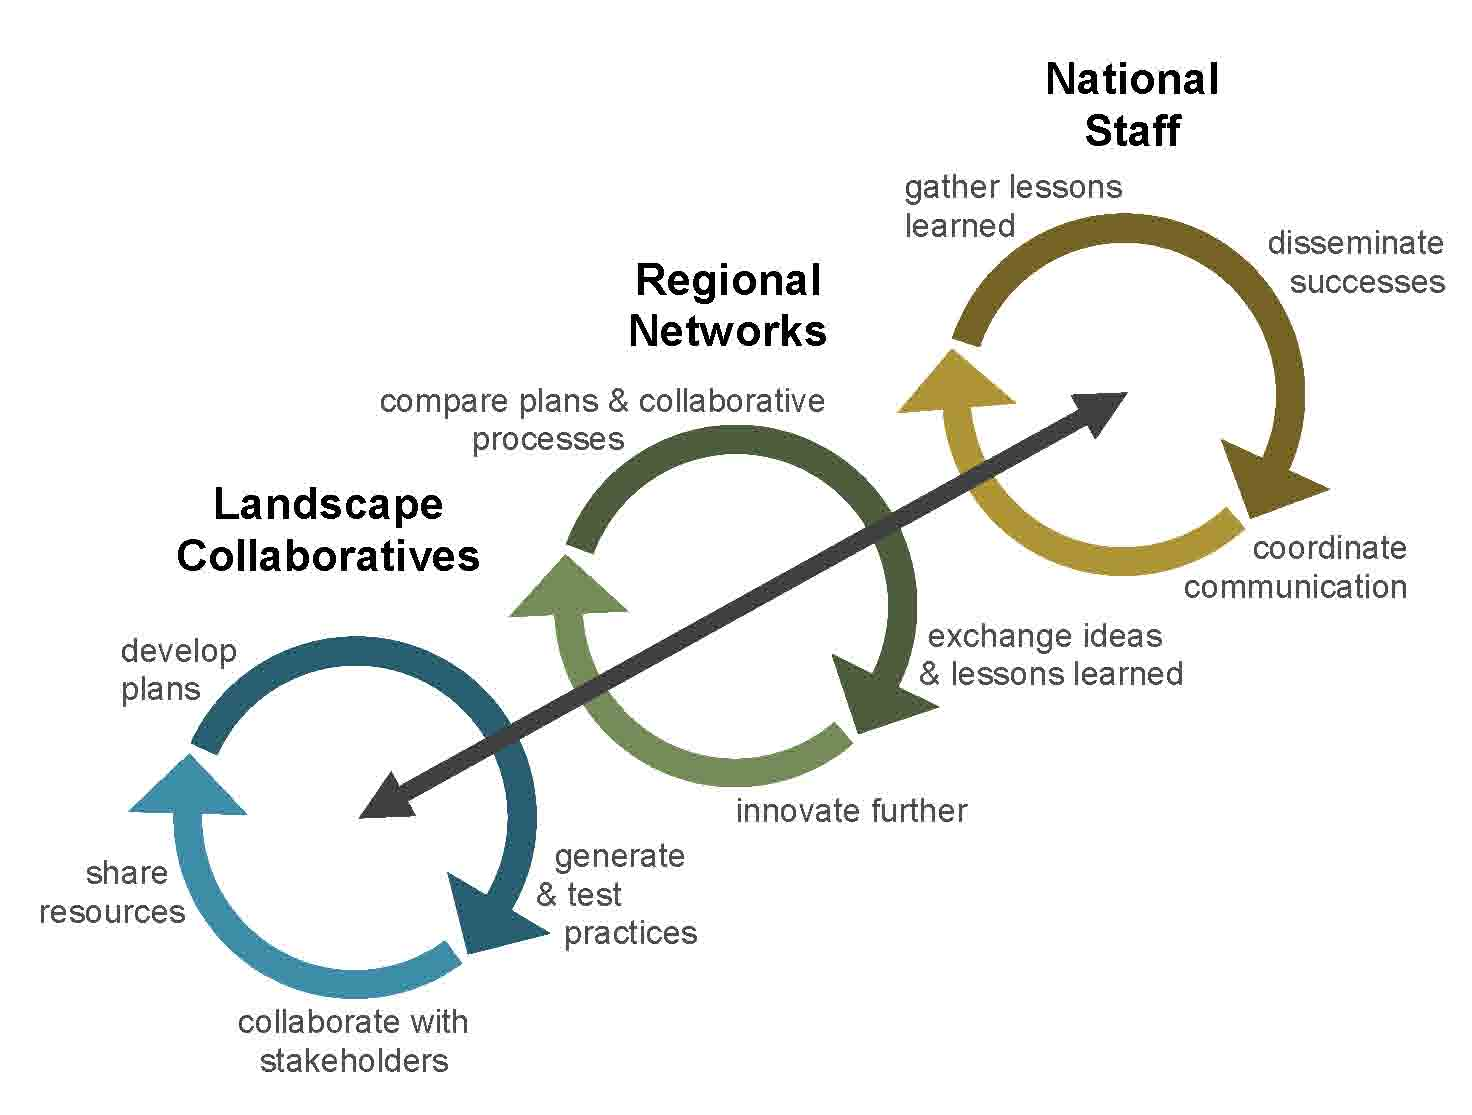 National
Staff
gather lessons
learned
disseminate
successes
coordinate
communication
Regional
Networks
compare plans & collaborative
processes
exchange ideas
& lessons learned
innovate further
Landscape
Collaboratives
develop
plans
generate
& test
practices
collaborate with
stakeholders
share
resources